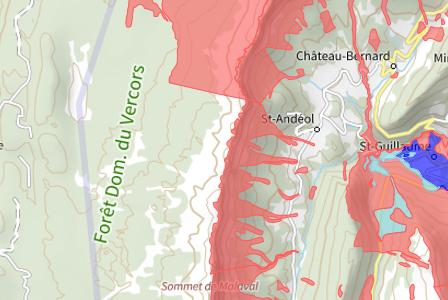 Château-Bernard
St-Andéol
St-Guillaume
Forêt Dom. du Vercors
Sommet de Malaval